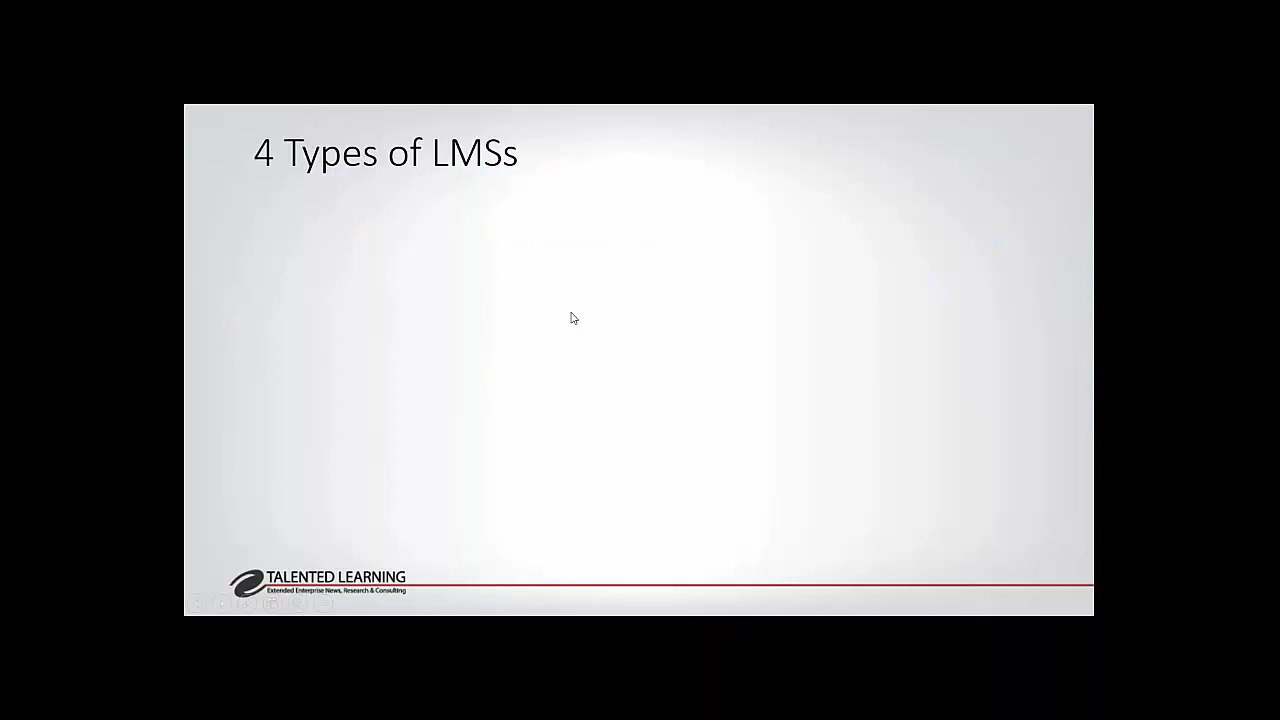 4 Types of LMSs
TALENTED LEARNING
Extended Enterprise News, Research & Consulting